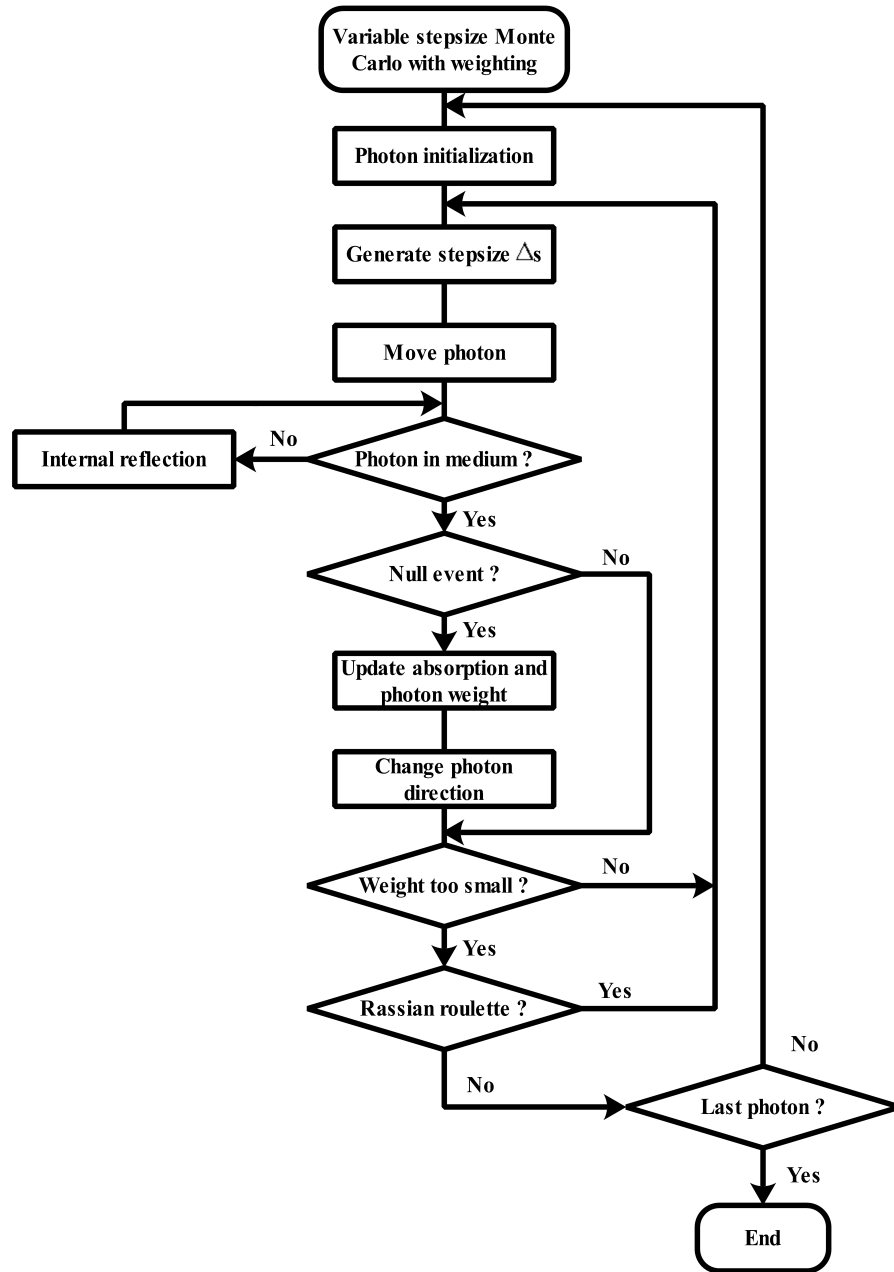 Variable stepsize Monte
Carlo with weighting
Photon initialization
Generate stepsize Δs
Move photon
Internal reflection
No
Photon in medium ?
Yes
Null event ?
No
Yes
Update absorption and
photon weight
Change photon
direction
Weight too small ?
No
Yes
Rassian roulette ?
Yes
No
No
Last photon ?
Yes
End